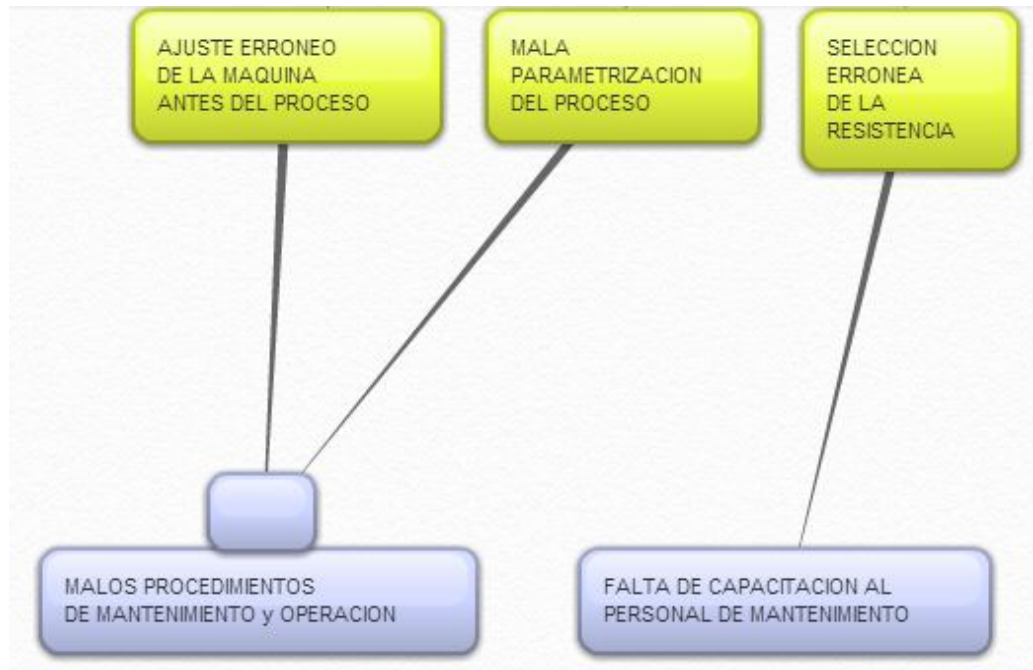 AJUSTE ERRONEO
DE LA MAQUINA
ANTES DEL PROCESO
MALA
PARAMETRIZACION
DEL PROCESO
SELECCION
ERRONEA
DE LA
RESISTENCIA
MALOS PROCEDIMIENTOS
DE MANTENIMIENTO y OPERACION
FALTA DE CAPACITACION AL
PERSONAL DE MANTENIMIENTO